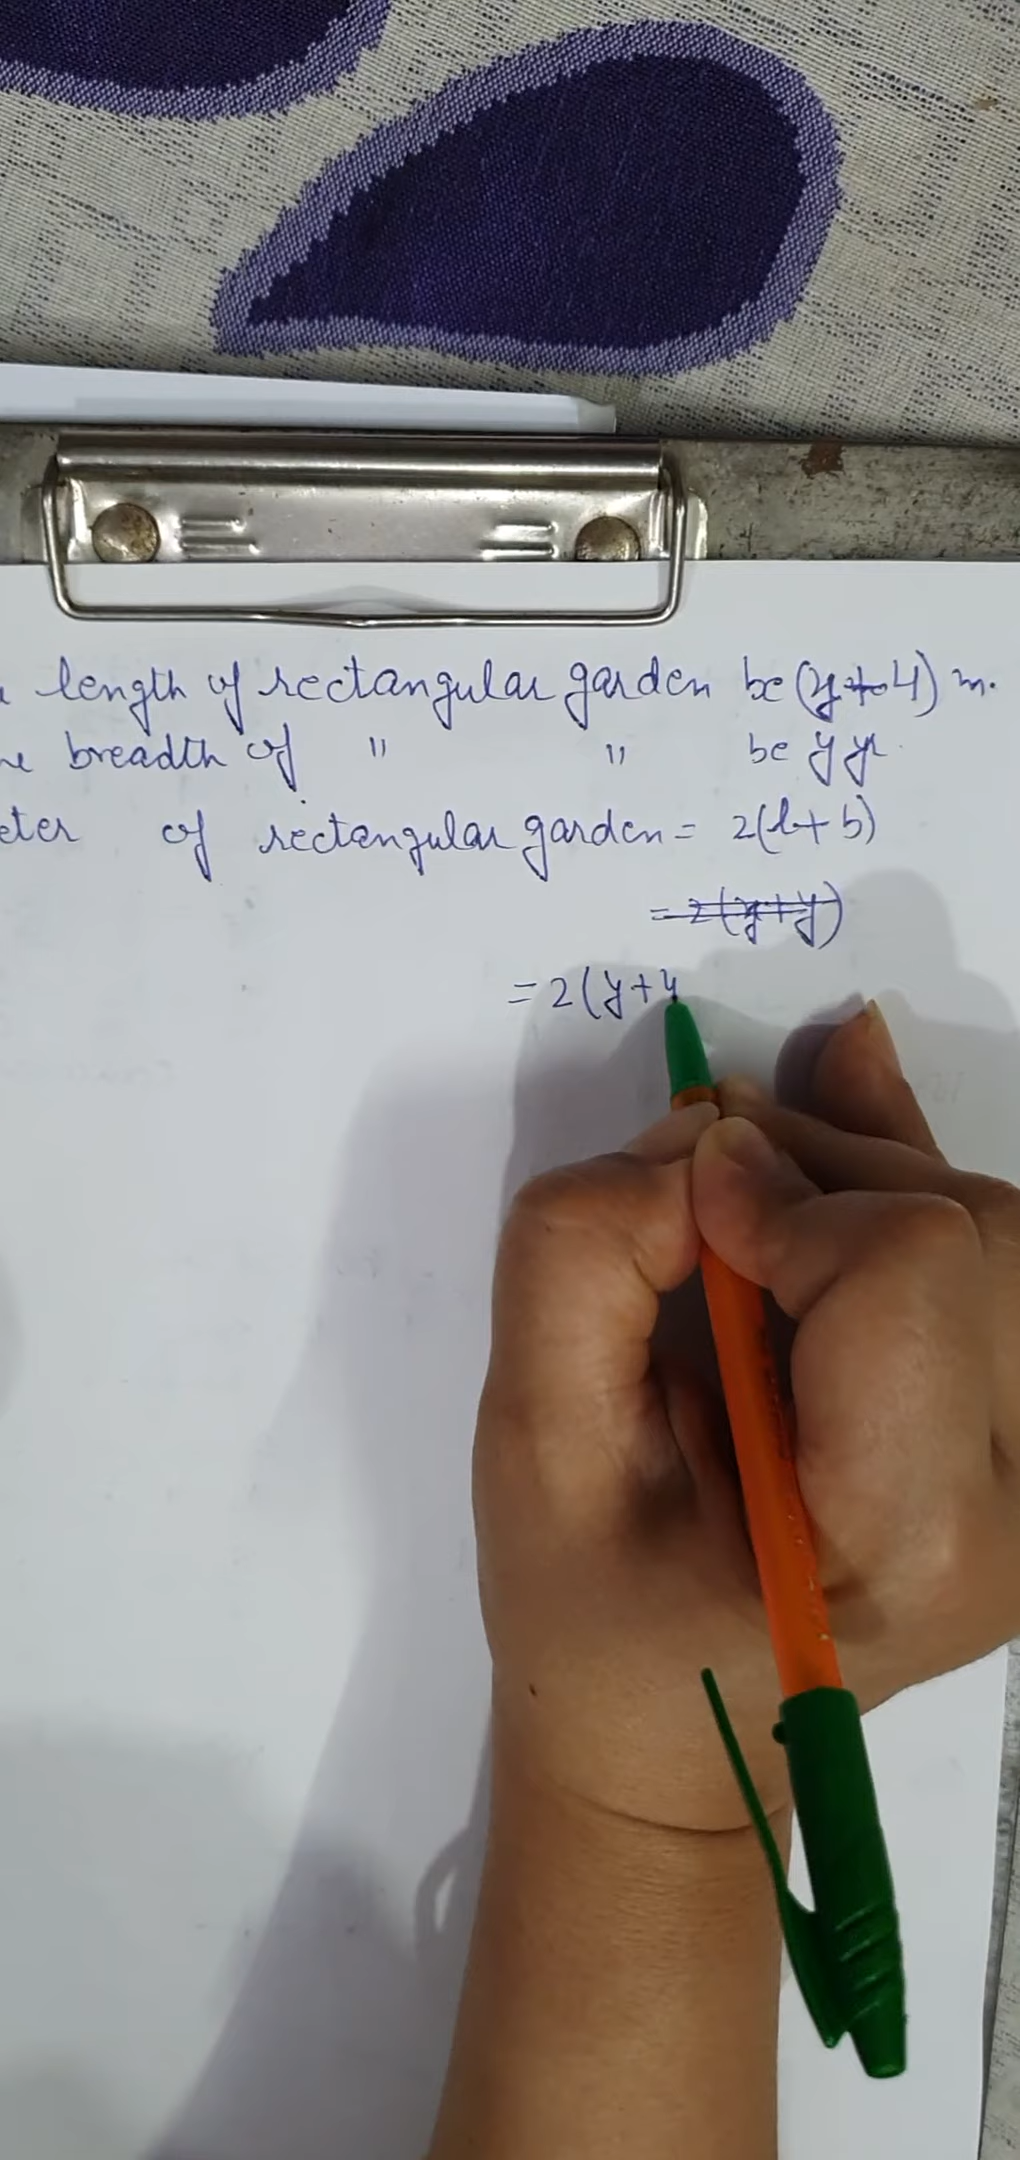 length of rectangular garden be (y+4) m.
breadth of " " be y
eter of rectangular garden = 2(l+b)
= 2(y+y)
= 2(y+4